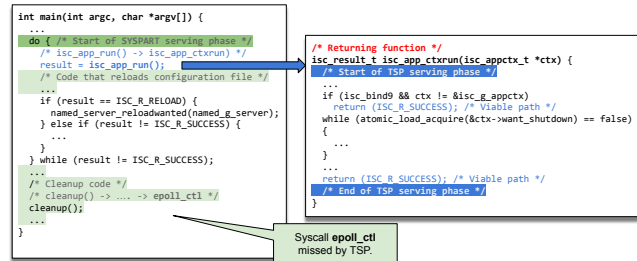 int main(int argc, char *argv[]) {
...
do { /* Start of SYSPART serving phase */
/* isc_app_run() -> isc_app_ctxrun) */
result = isc_app_run();
/* Code that reloads configuration file */
...
if (result == ISC_R_RELOAD) {
named_server_reloadwanted(named_g_server);
} else if (result != ISC_R_SUCCESS) {
...
}
} while (result != ISC_R_SUCCESS);
...
/* Cleanup code */
/* cleanup() -> .... -> epoll_ctl */
cleanup();
...
}
/* Returning function */
isc_result_t isc_app_ctxrun(isc_appctx_t *ctx) {
/* Start of TSP serving phase */
...
if (isc_bind9 && ctx != &isc_g_appctx)
return (ISC_R_SUCCESS); /* Viable path */
while (atomic_load_acquire(&ctx->want_shutdown) == false)
{
...
}
...
return (ISC_R_SUCCESS); /* Viable path */
/* End of TSP serving phase */
}
Syscall epoll_ctl
missed by TSP.